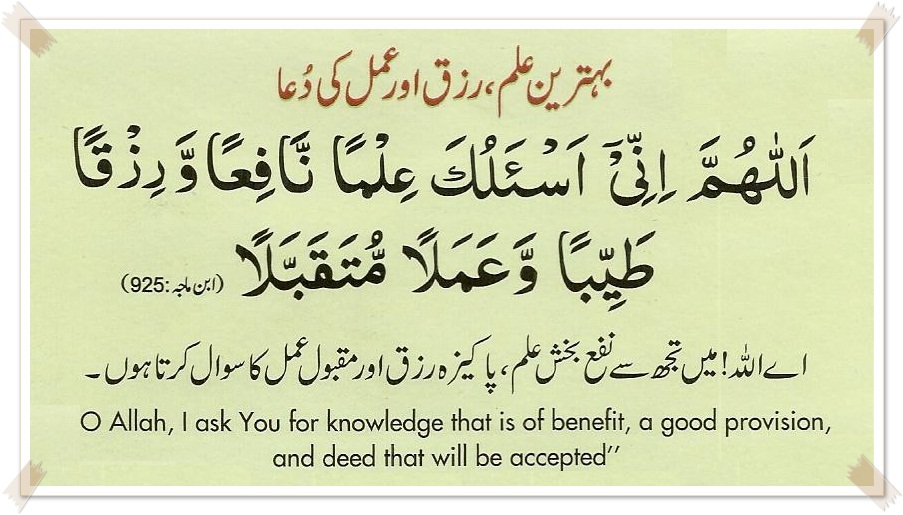 بہترین علم، رزق اور عمل کی دُعا
اَللّٰهُمَّ اِنِّيْٓ اَسْئَلُكَ عِلْمًا نَّافِعًا وَّ رِزْقًا
طَيِّبًا وَّ عَمَلًا مُّتَقَبَّلًا (ابن ماجہ:925)
اے اللہ! میں تجھ سے نفع بخش علم، پاکیزہ رزق اور مقبول عمل کا سوال کرتا ہوں۔
O Allah, I ask You for knowledge that is of benefit, a good provision,
and deed that will be accepted’’